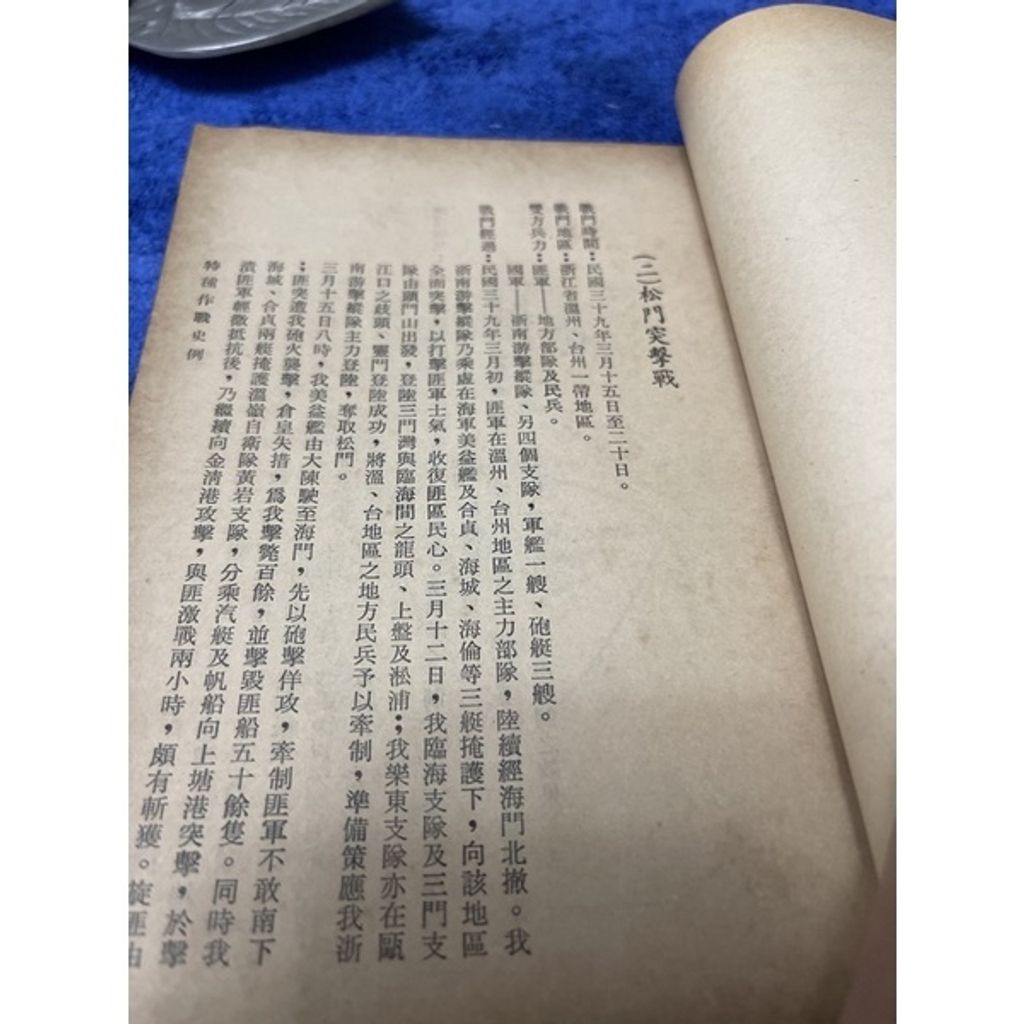 (二)松門突擊戰
戰鬥時間：民國三十九年三月十五日至二十日。
戰鬥地區：浙江省溫州、台州一帶地區。
雙方兵力：匪軍——地方部隊及民兵。
國軍——浙南游擊縱隊、另四個支隊，軍艦一艘、砲艇三艘。
戰鬥經過：民國三十九年三月初，匪軍在溫州、台州地區之主力部隊，陸續經海門北撤。我
浙南游擊縱隊乃乘虛在海軍美益艦及合貞、海城、海倫等三艇掩護下，向該地區
全面突擊，以打擊匪軍士氣，收復匪區民心。三月十二日，我臨海支隊及三門支
隊由頭門山出發，登陸三門灣與臨海間之龍頭、上盤及淞浦；我樂東支隊亦在甌
江口之歧頭、靈門登陸成功，將溫、台地區之地方民兵予以牽制，準備策應我浙
南游擊縱隊主力登陸，奪取松門。
三月十五日八時，我美益艦由大陳駛至海門，先以砲擊佯攻，牽制匪軍不敢南下
；匪突遭我砲火襲擊，倉皇失措，為我擊斃百餘，並擊毀匪船五十餘隻。同時我
海城、合貞兩艇掩護溫嶺自衛隊黃岩支隊，分乘汽艇及帆船向上塘港突擊，於擊
潰匪軍輕微抵抗後，乃繼續向金清港攻擊，與匪激戰兩小時，頗有斬獲。旋匪由
特種作戰史例